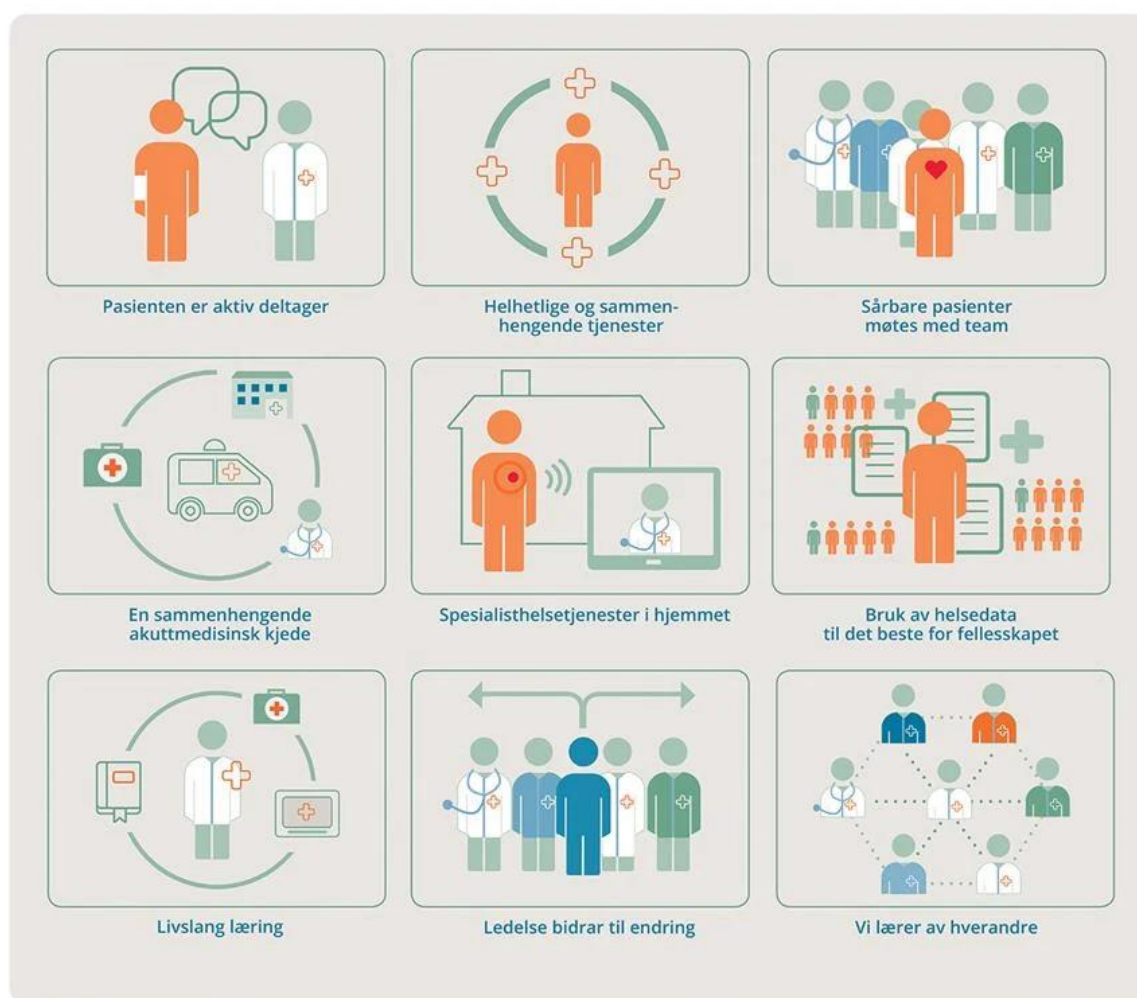 Pasienten er aktiv deltager
Helhetlige og sammen-
hengende tjenester
Sårbare pasienter
møtes med team
En sammenhengende
akuttmedisinsk kjede
Spesialisthelsetjenester i hjemmet
Bruk av helsedata
til det beste for fellesskapet
Livslang læring
Ledelse bidrar til endring
Vi lærer av hverandre